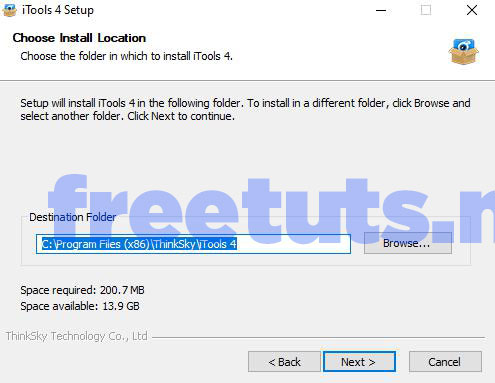 iTools 4 Setup
Choose Install Location
Choose the folder in which to install iTools 4.
Setup will install iTools 4 in the following folder. To install in a different folder, click Browse and
select another folder. Click Next to continue.
freetuts.n
Destination Folder
C:\Program Files (x86)\ThinkSky\iTools 4
Browse...
Space required: 200.7 MB
Space available: 13.9 GB
ThinkSky Technology Co., Ltd
< Back
Next >
Cancel